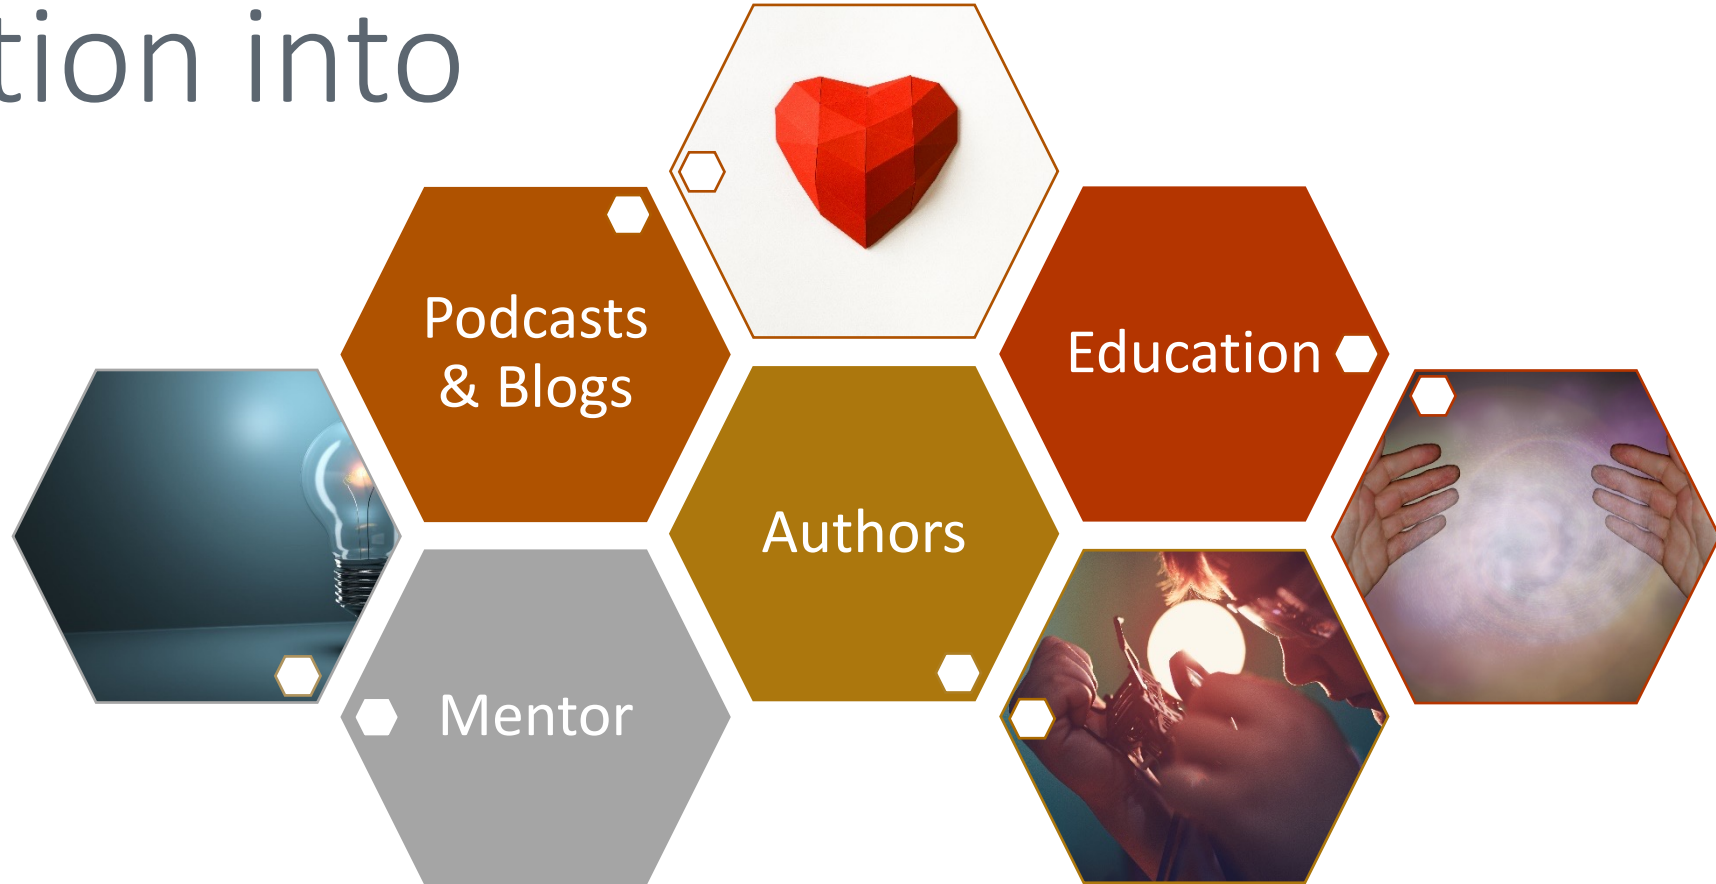 tion into
Podcasts
& Blogs
Education
Authors
Mentor